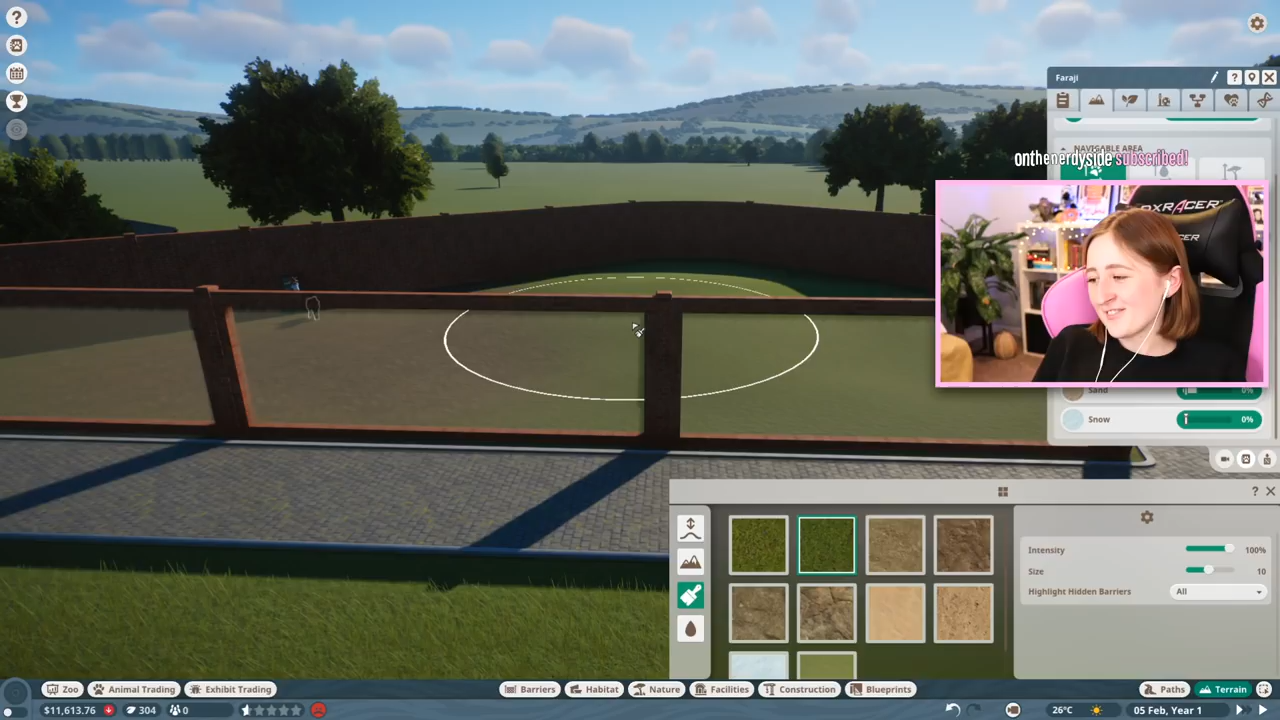 ?
Faraji
?
NAVIGABLE AREA
onthenerdyside subscribed!
DXRACER
Sand 0%
Snow 0%
?
Intensity 100%
Size 10
Highlight Hidden Barriers All
Zoo
Animal Trading
Exhibit Trading
Barriers
Habitat
Nature
Facilities
Construction
Blueprints
Paths
Terrain
$11,613.76
304
0
26°C
05 Feb, Year 1